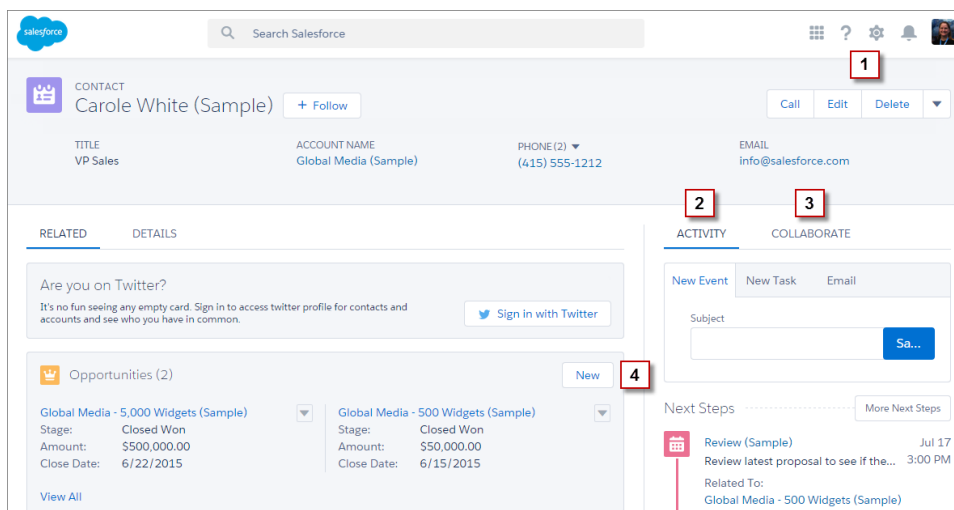 salesforce
Search Salesforce
?
1
CONTACT
Carole White (Sample)
+ Follow
Call Edit Delete
TITLE ACCOUNT NAME PHONE (2) EMAIL
VP Sales Global Media (Sample) (415) 555-1212 info@salesforce.com
2 3
RELATED DETAILS
ACTIVITY COLLABORATE
Are you on Twitter?
It's no fun seeing any empty card. Sign in to access twitter profile for contacts and
accounts and see who you have in common.
Sign in with Twitter
New Event New Task Email
Subject
Sa...
Opportunities (2)
New
4
Global Media - 5,000 Widgets (Sample)
Stage: Closed Won
Amount: $500,000.00
Close Date: 6/22/2015
Global Media - 500 Widgets (Sample)
Stage: Closed Won
Amount: $50,000.00
Close Date: 6/15/2015
View All
Next Steps
More Next Steps
Review (Sample) Jul 17
Review latest proposal to see if the... 3:00 PM
Related To:
Global Media - 500 Widgets (Sample)